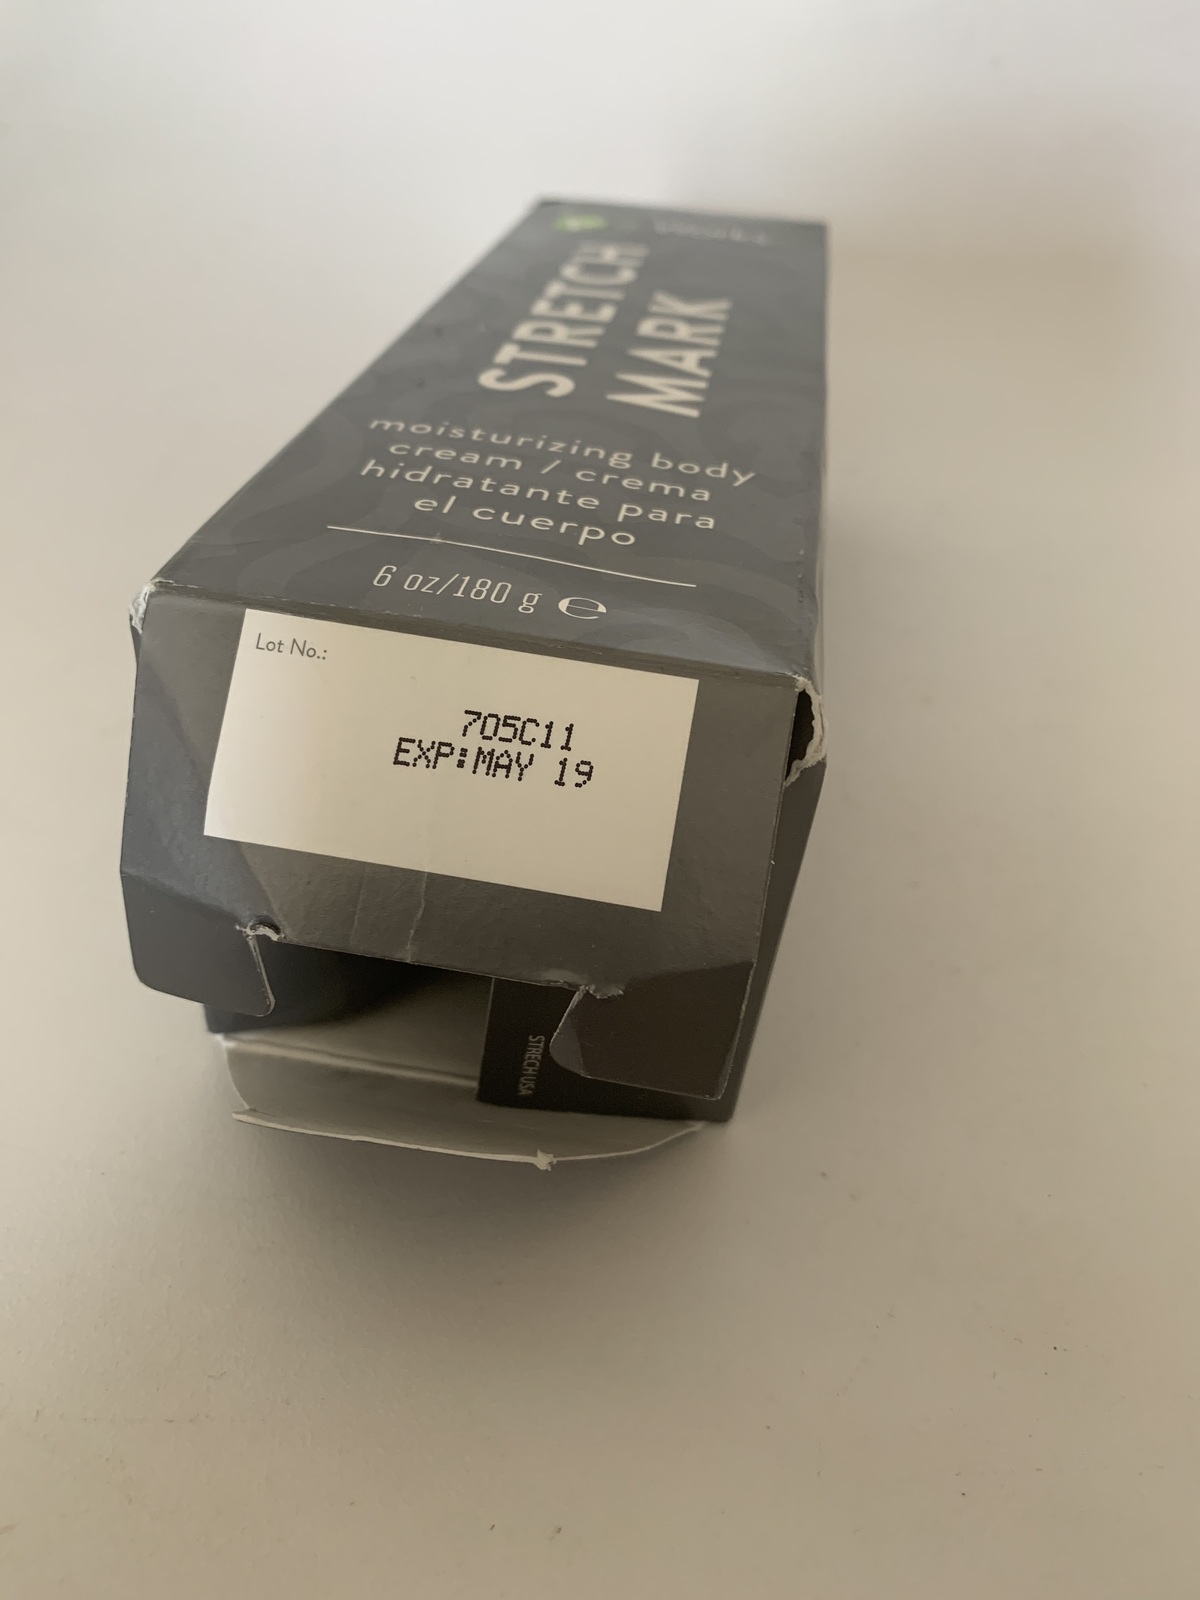 STRETCH
MARK
moisturizing body
cream / crema
hidratante para
el cuerpo
6 oz/180 g ℮
Lot No.:
705C11
EXP:MAY 19
STRECH USA